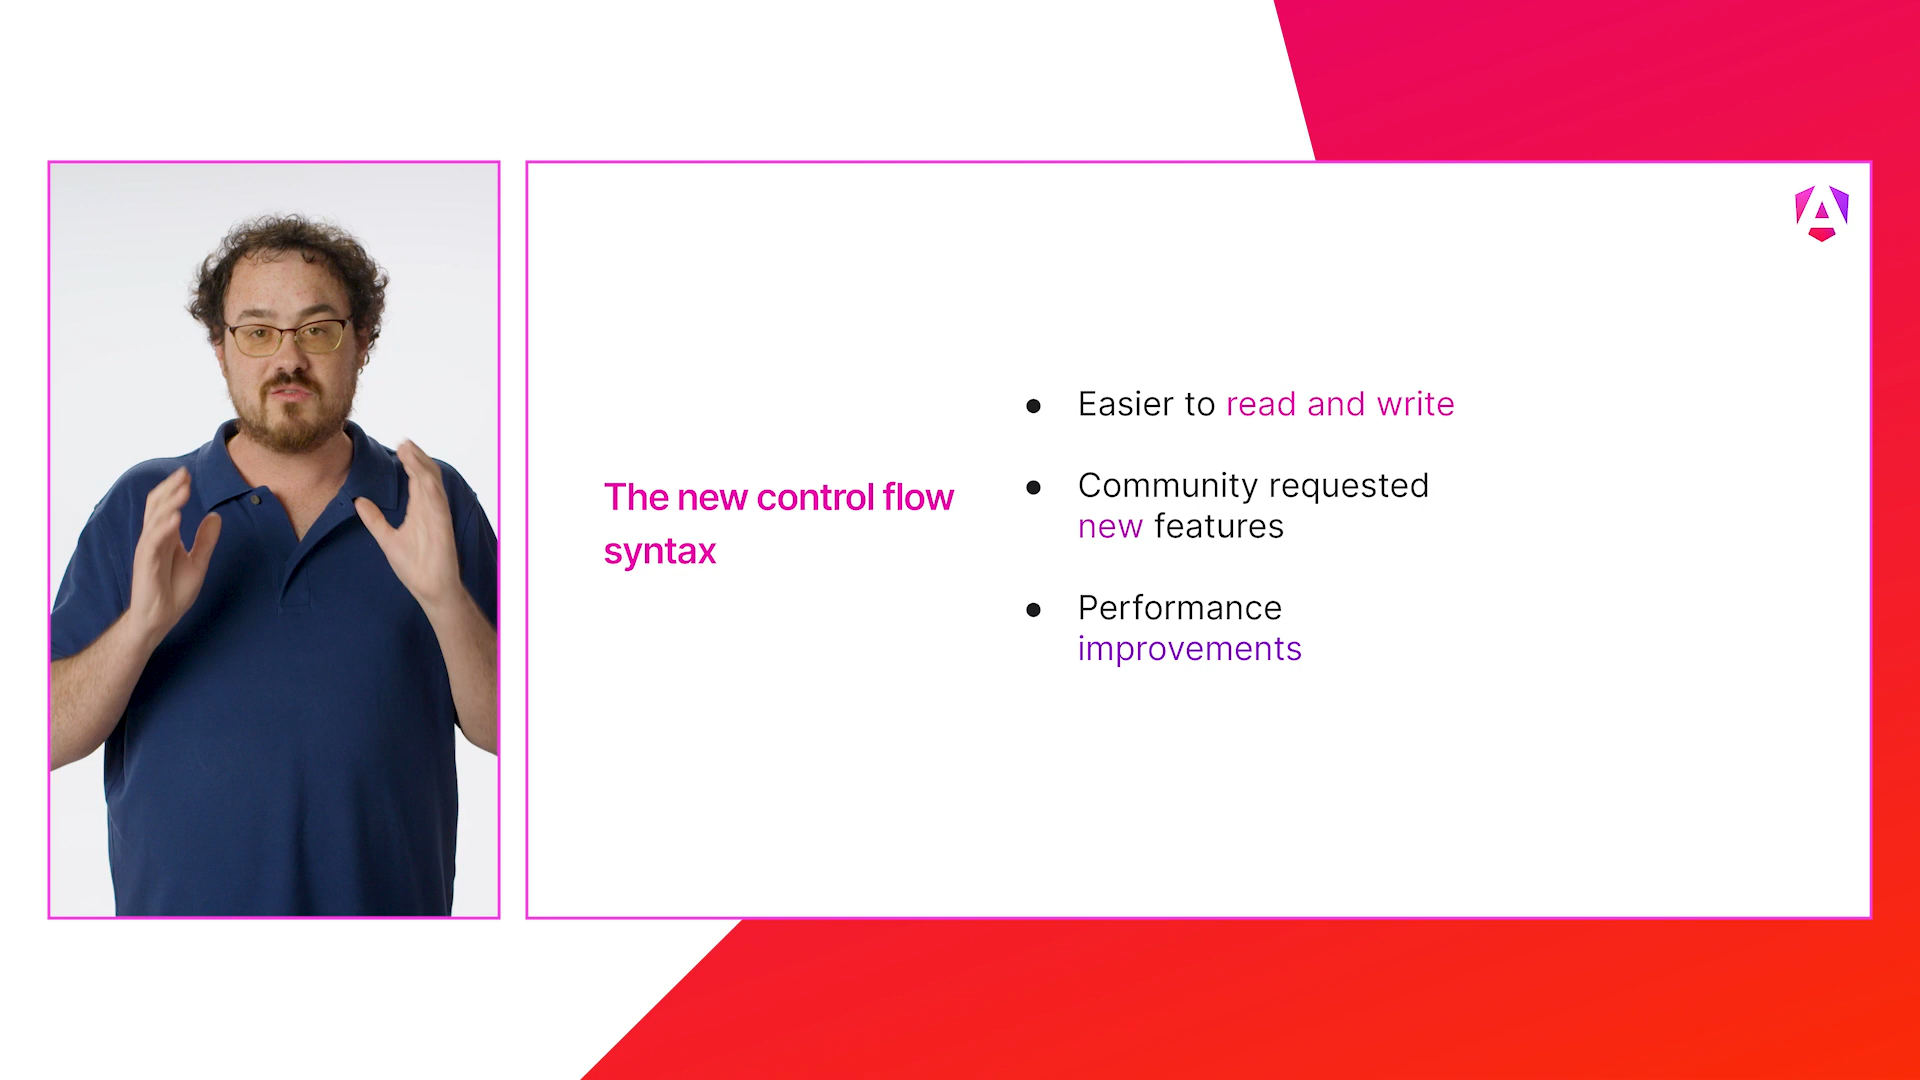 The new control flow
syntax
Easier to read and write
Community requested
new features
Performance
improvements